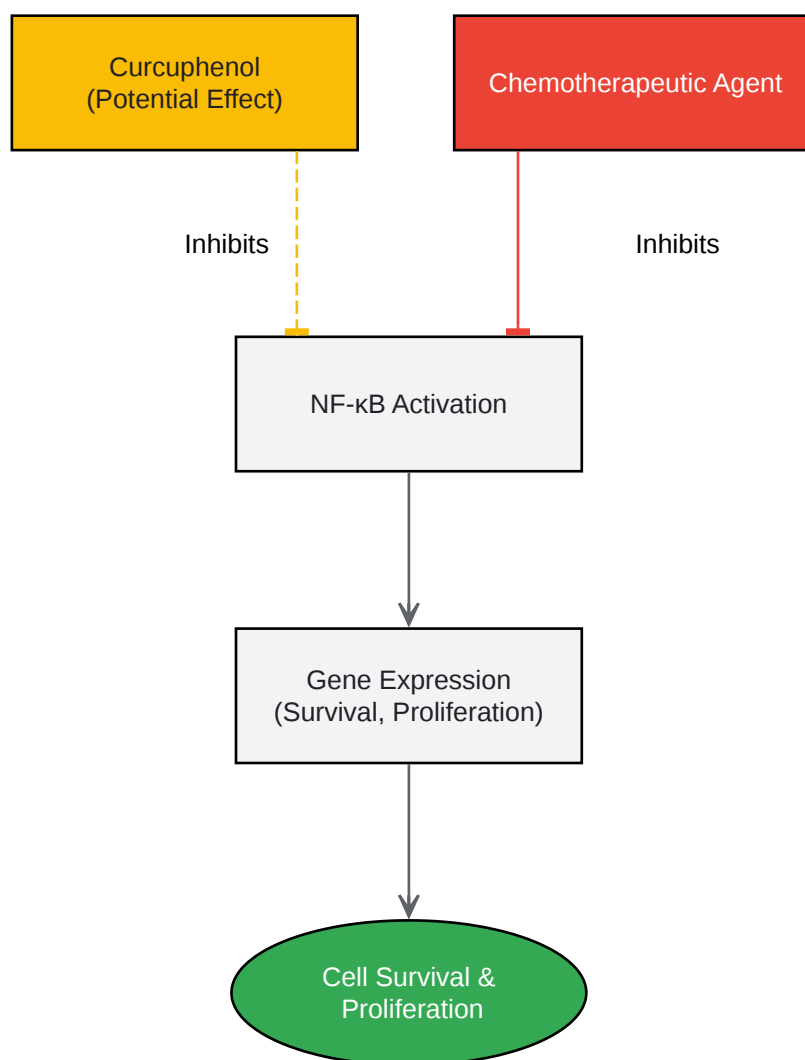 Curcuphenol
(Potential Effect)
Chemotherapeutic Agent
Inhibits
Inhibits
NF-κB Activation
Gene Expression
(Survival, Proliferation)
Cell Survival &
Proliferation